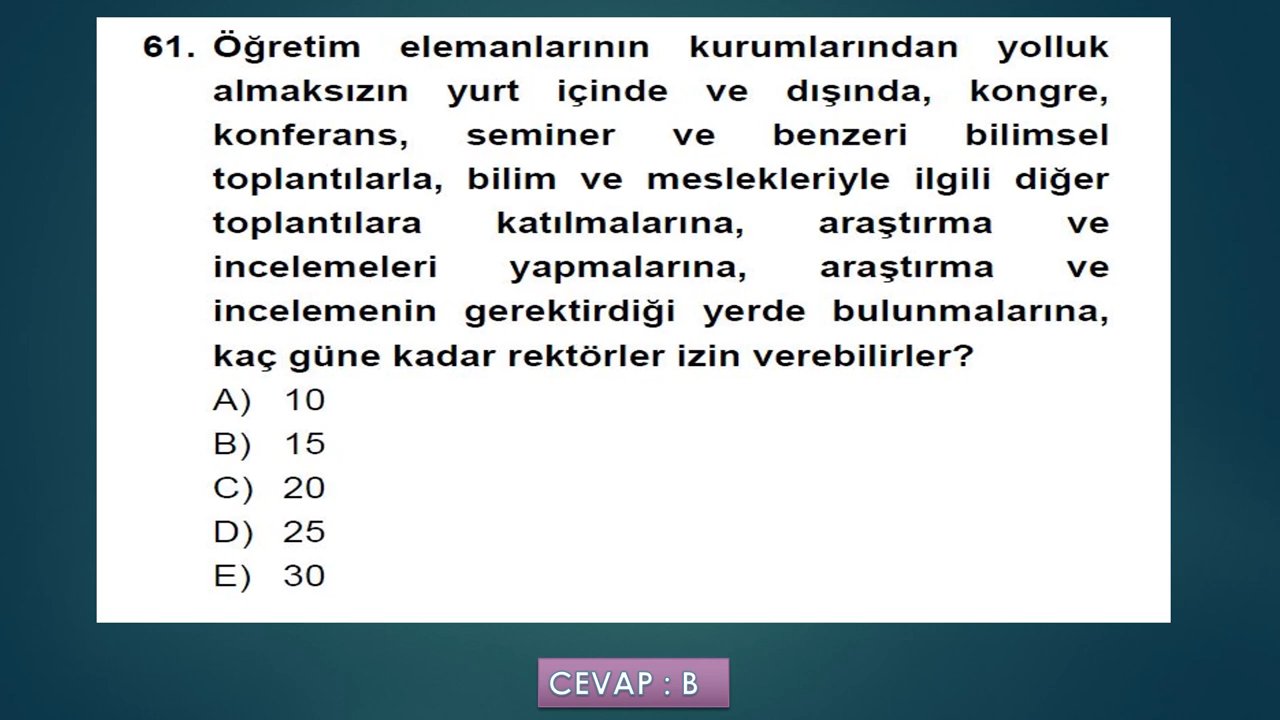 61. Öğretim elemanlarının kurumlarından yolluk
almaksızın yurt içinde ve dışında, kongre,
konferans, seminer ve benzeri bilimsel
toplantılarla, bilim ve meslekleriyle ilgili diğer
toplantılara katılmalarına, araştırma ve
incelemeleri yapmalarına, araştırma ve
incelemenin gerektirdiği yerde bulunmalarına,
kaç güne kadar rektörler izin verebilirler?
A) 10
B) 15
C) 20
D) 25
E) 30
CEVAP : B